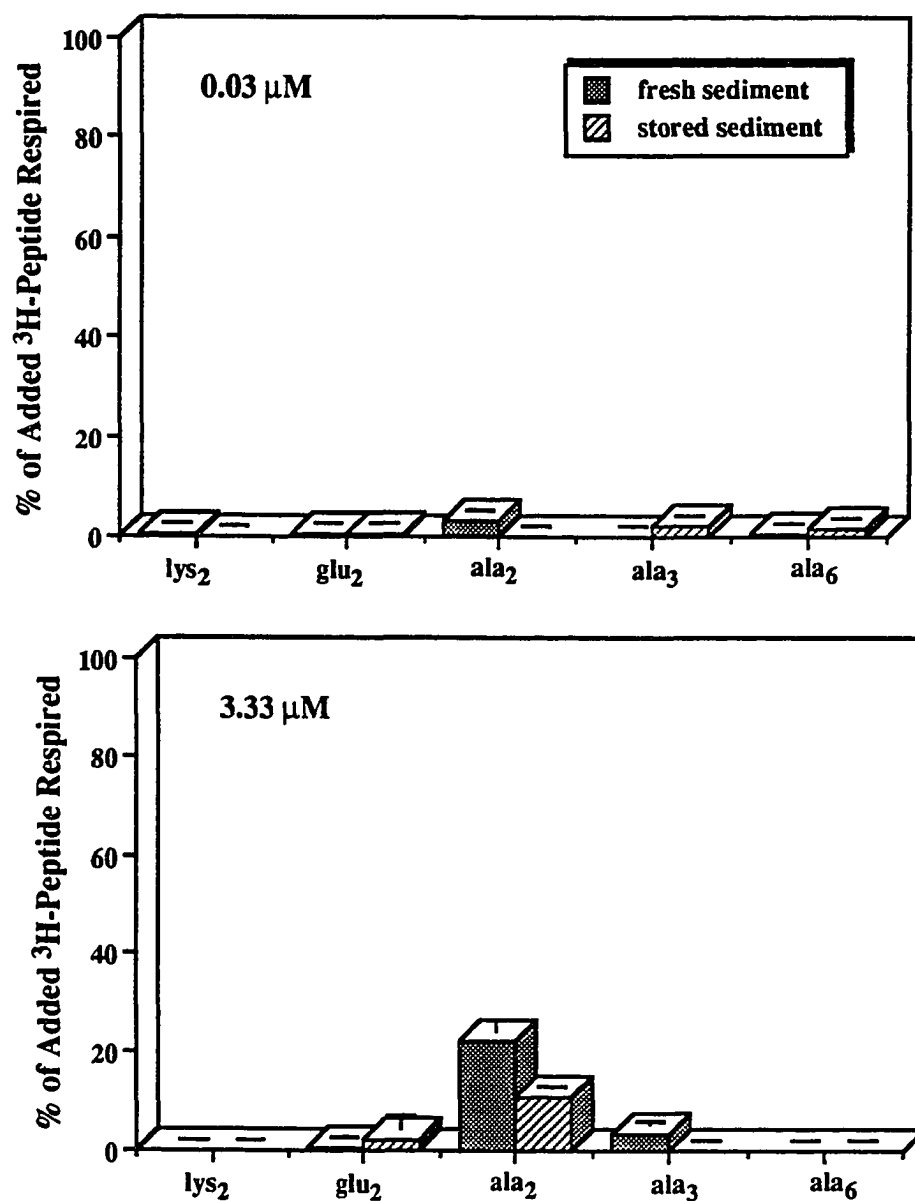 % of Added ³H-Peptide Respired
100
80
60
40
20
0
0.03 μM
fresh sediment
stored sediment
lys₂ glu₂ ala₂ ala₃ ala₆
% of Added ³H-Peptide Respired
100
80
60
40
20
0
3.33 μM
lys₂ glu₂ ala₂ ala₃ ala₆